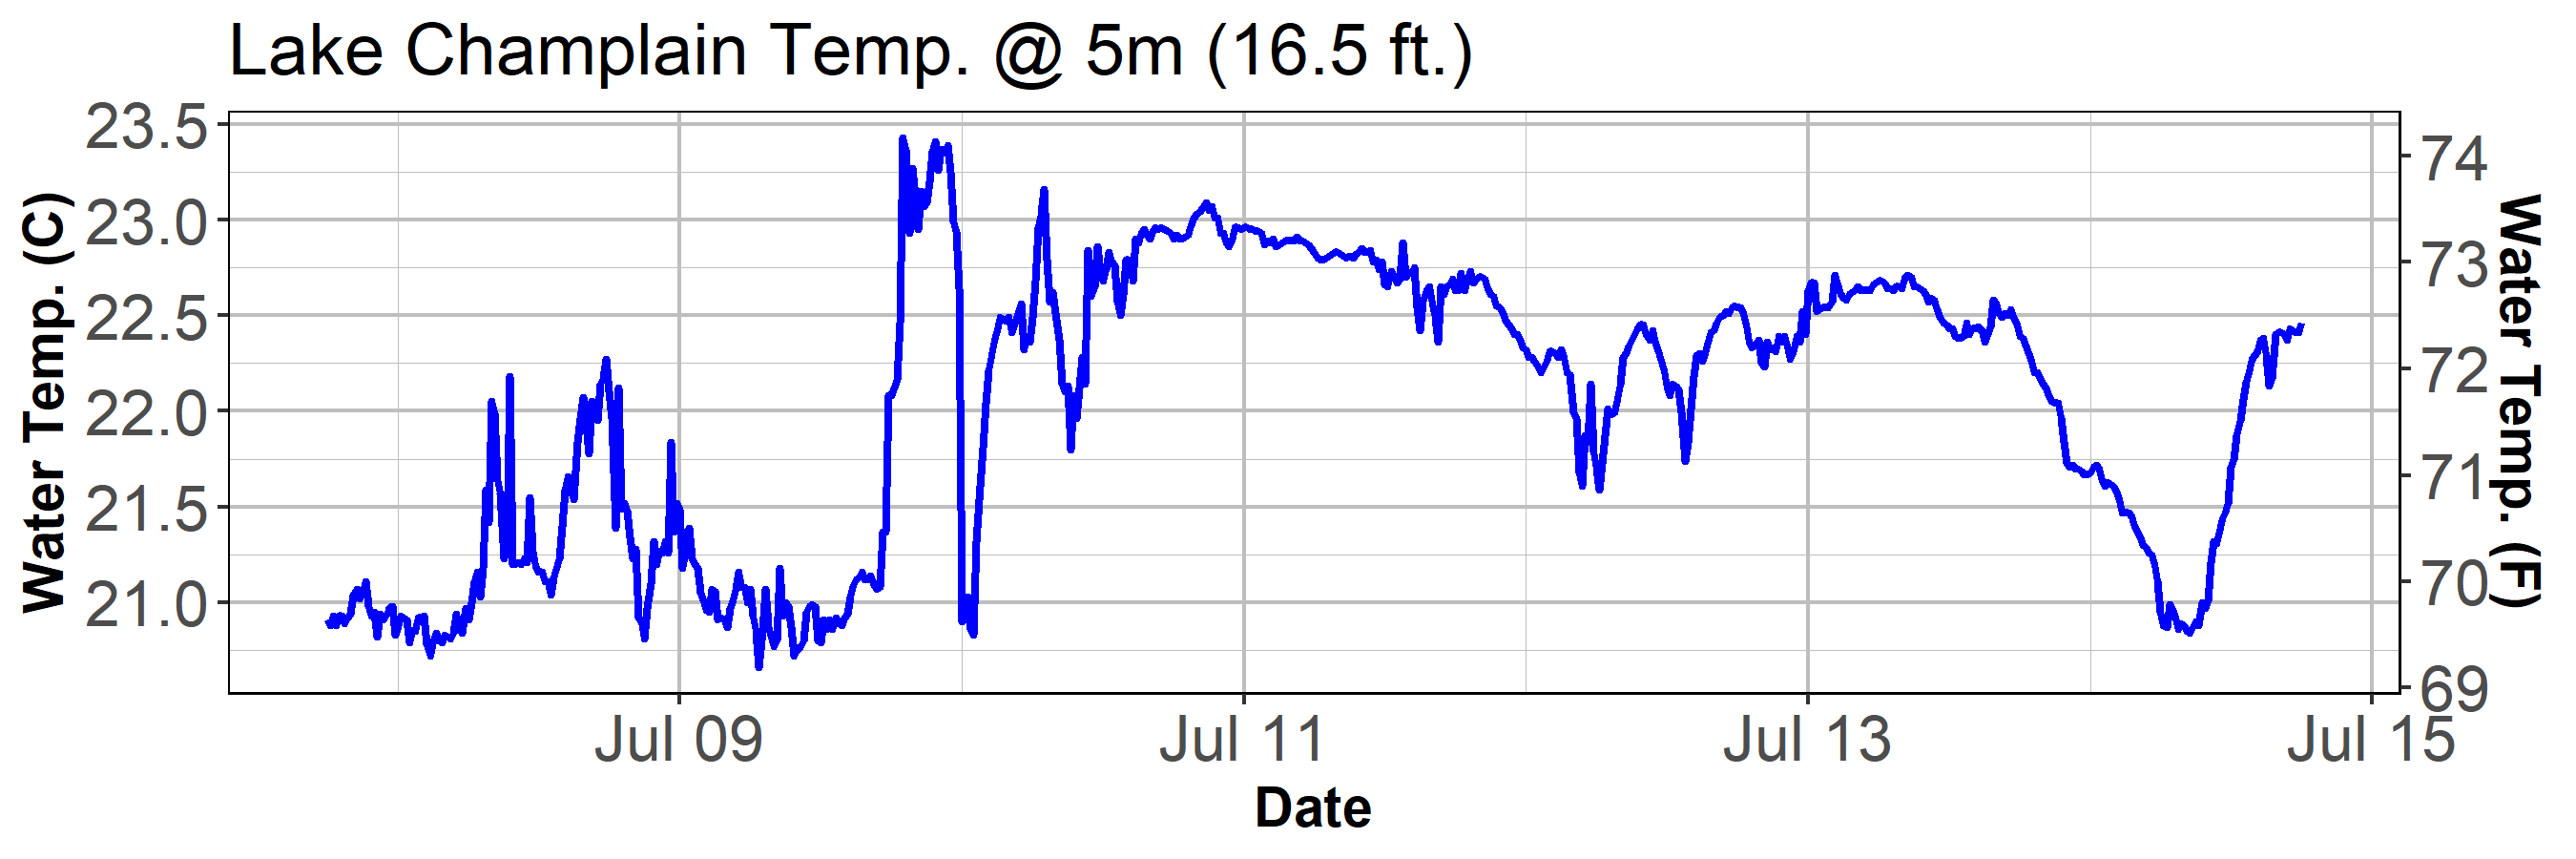 Lake Champlain Temp. @ 5m (16.5 ft.)
Water Temp. (C)
23.5
23.0
22.5
22.0
21.5
21.0
74
73
72
71
70
69
Water Temp. (F)
Jul 09 Jul 11 Jul 13 Jul 15
Date